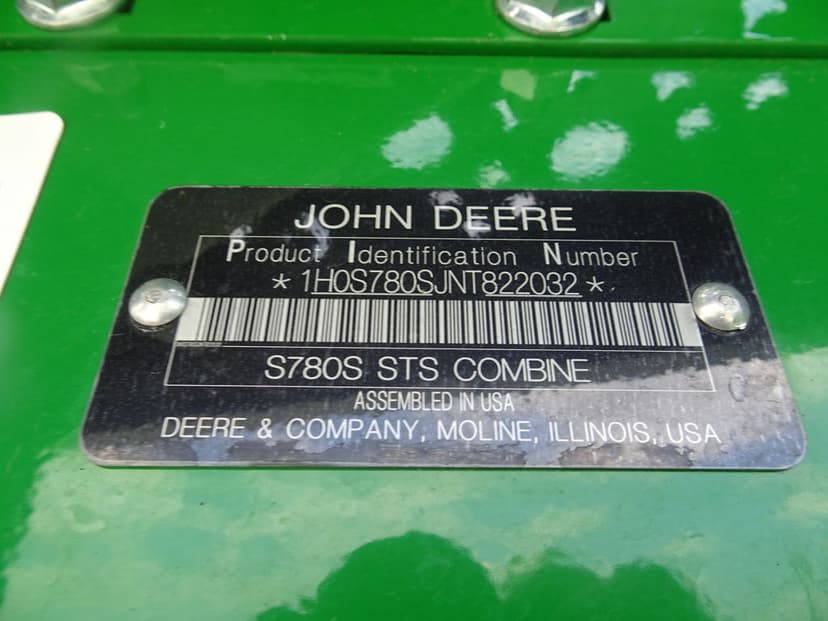 JOHN DEERE
Product Identification Number
*1H0S780SJNT822032*
S780S STS COMBINE
ASSEMBLED IN USA
DEERE & COMPANY, MOLINE, ILLINOIS, USA